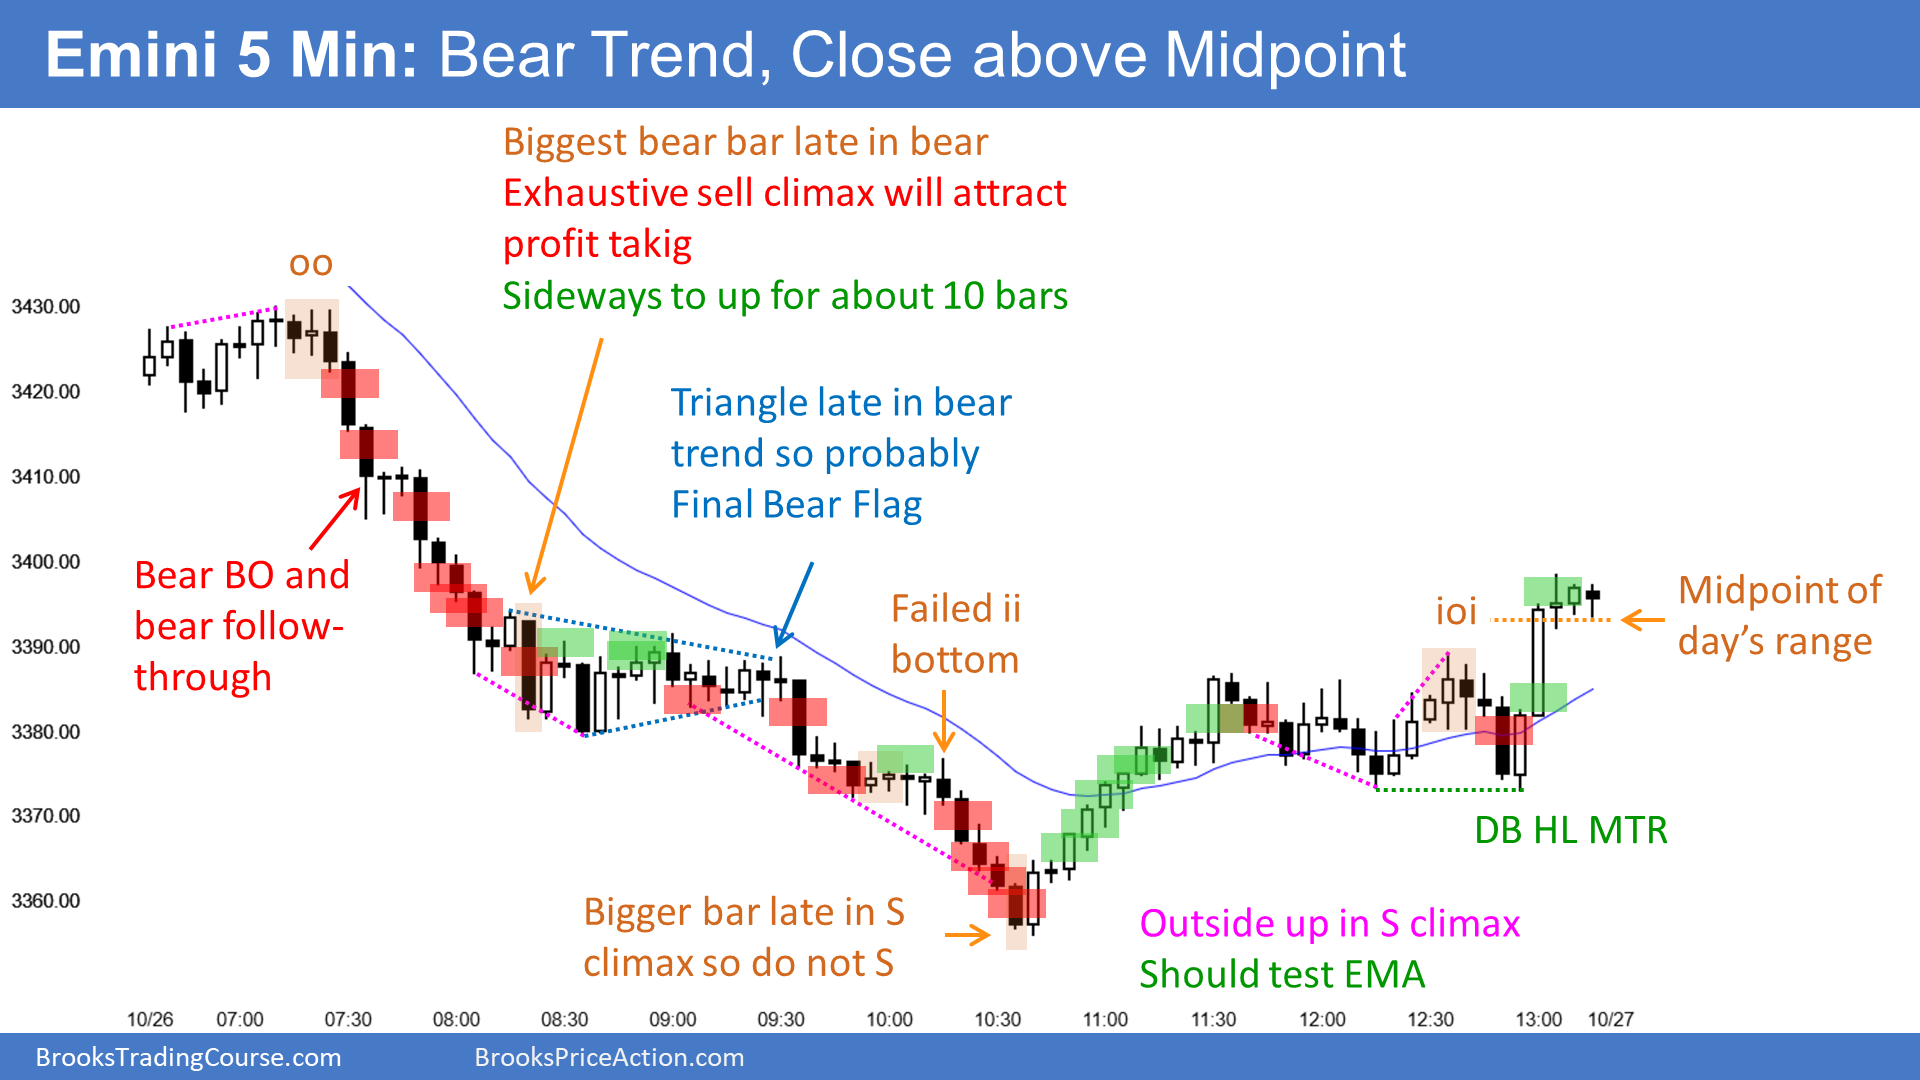 Emini 5 Min: Bear Trend, Close above Midpoint
Biggest bear bar late in bear
Exhaustive sell climax will attract
profit takig
Sideways to up for about 10 bars
oo
3430.00
3420.00
3410.00
3400.00
3390.00
3380.00
3370.00
3360.00
Triangle late in bear
trend so probably
Final Bear Flag
Bear BO and
bear follow-
through
Failed ii
bottom
ioi
Midpoint of
day's range
DB HL MTR
Bigger bar late in S
climax so do not S
Outside up in S climax
Should test EMA
10/26 07:00 07:30 08:00 08:30 09:00 09:30 10:00 10:30 11:00 11:30 12:00 12:30 13:00 10/27
BrooksTradingCourse.com
BrooksPriceAction.com